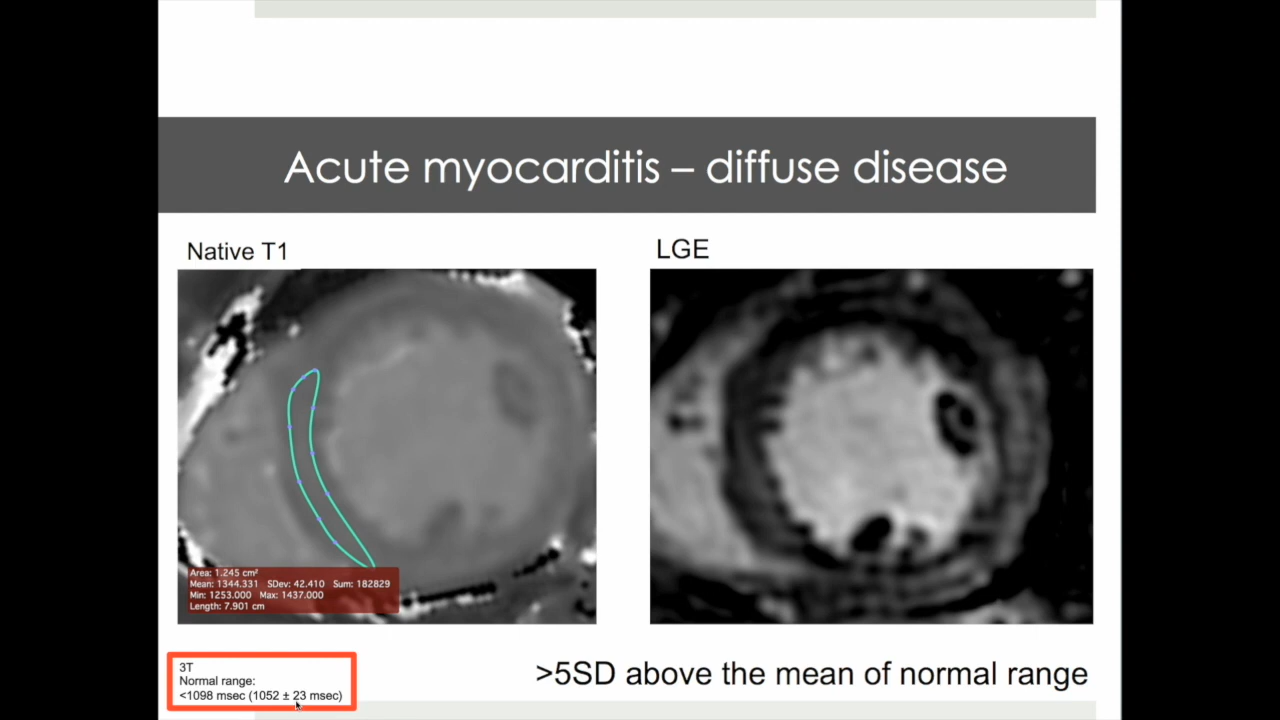 Acute myocarditis – diffuse disease
Native T1
LGE
Area: 1.245 cm²
Mean: 1344.331 SDev: 42.410 Sum: 182829
Min: 1253.000 Max: 1437.000
Length: 7.901 cm
3T
Normal range:
<1098 msec (1052 ± 23 msec)
>5SD above the mean of normal range